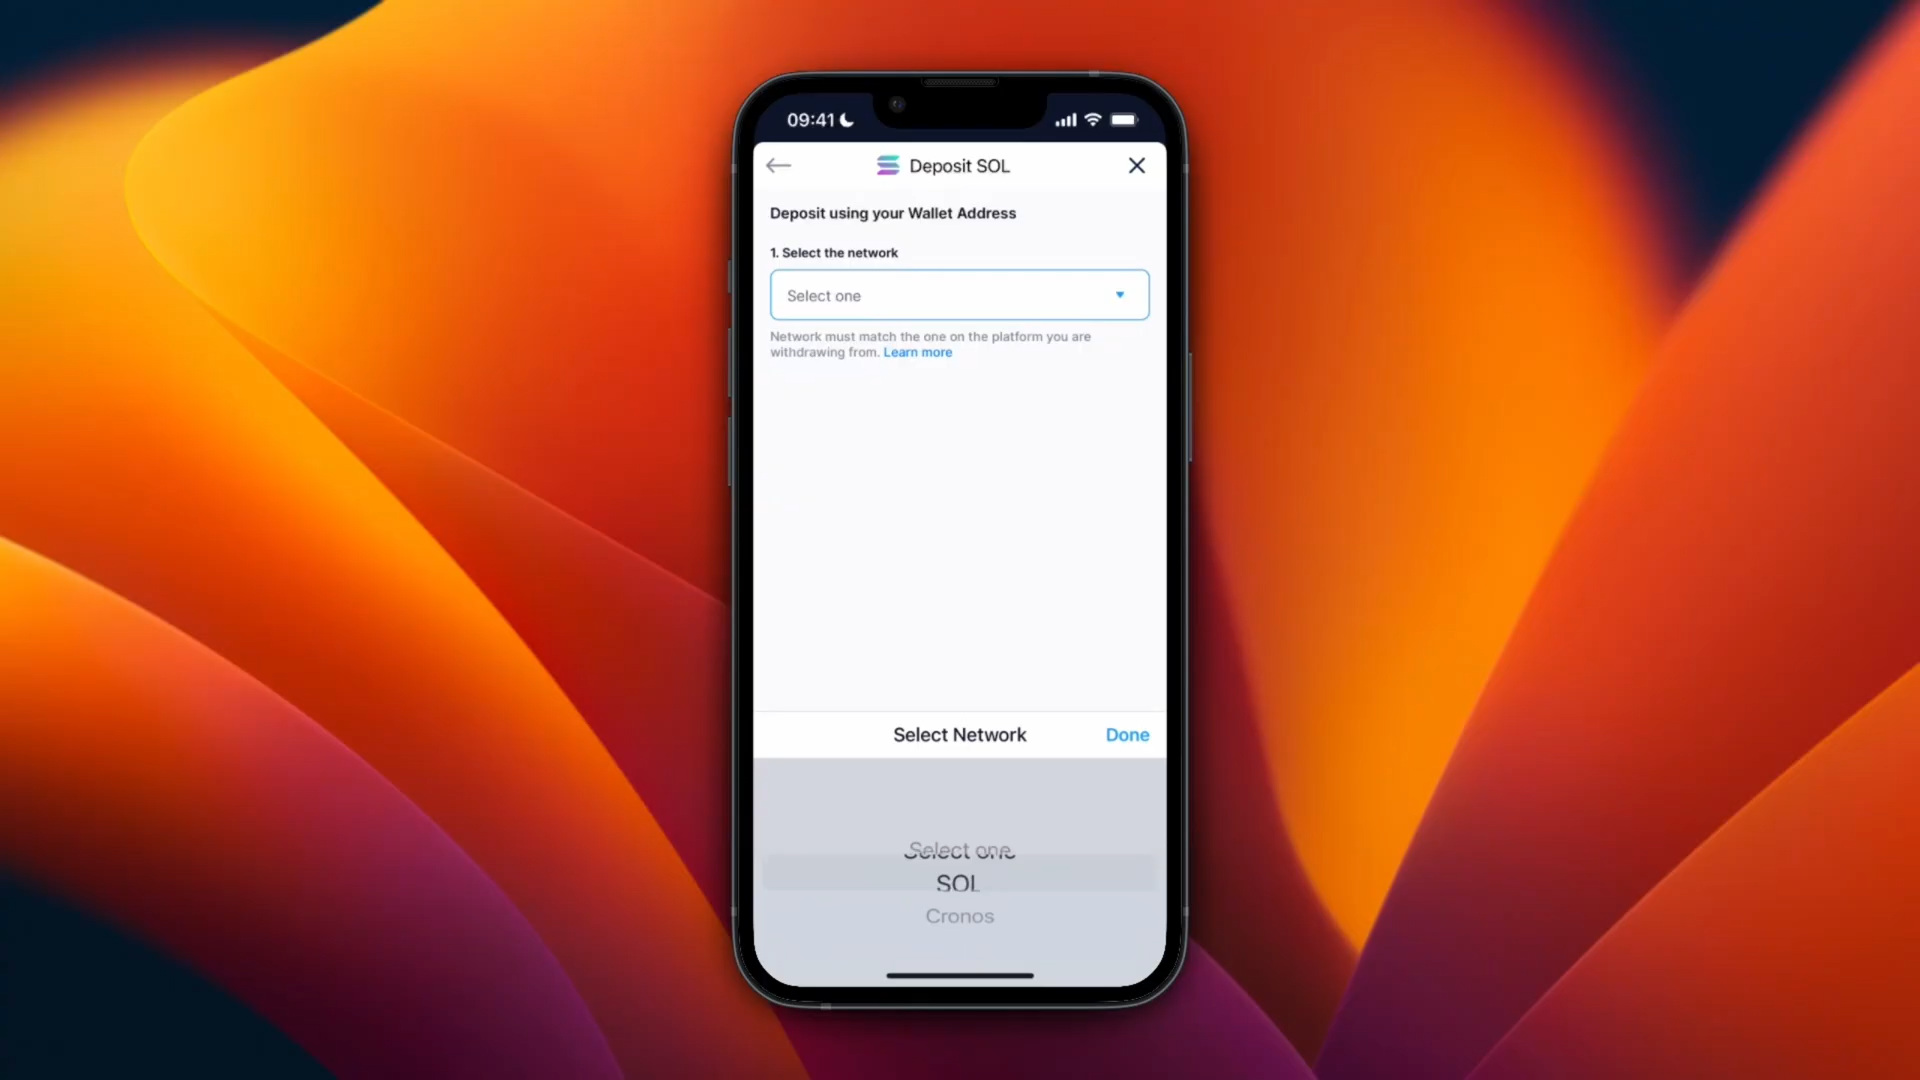 09:41
Deposit SOL
Deposit using your Wallet Address
1. Select the network
Select one
Network must match the one on the platform you are
withdrawing from. Learn more
Select Network
Done
Select one
SOL
Cronos